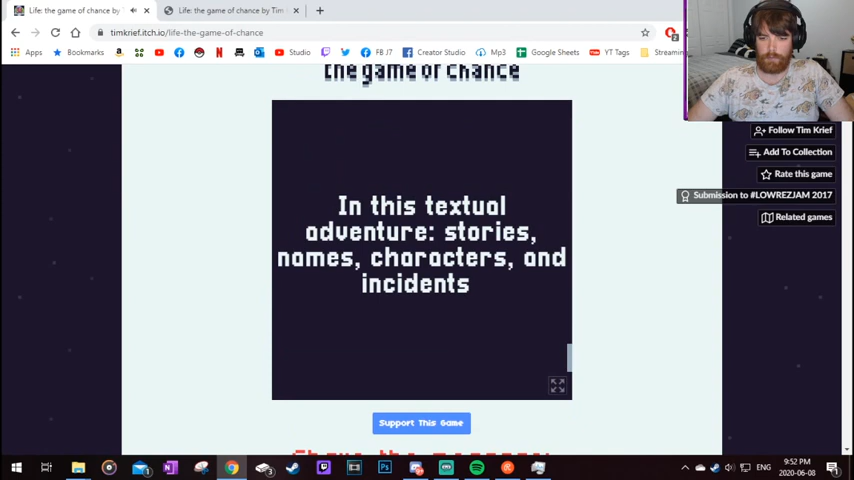 Life: the game of chance by T
Life: the game of chance by Tim
timkrief.itch.io/life-the-game-of-chance
Apps
Bookmarks
Studio
FB J7
Creator Studio
Mp3
Google Sheets
YT Tags
Streaming
the game of chance
In this textual
adventure: stories,
names, characters, and
incidents
Follow Tim Krief
Add To Collection
Rate this game
Submission to #LOWREZJAM 2017
Related games
Support This Game
ENG
9:52 PM
2020-06-08